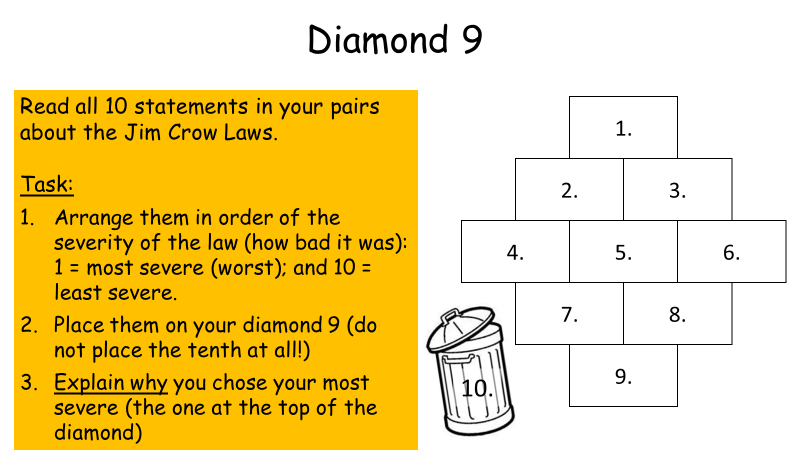 Diamond 9
Read all 10 statements in your pairs
about the Jim Crow Laws.
Task:
1. Arrange them in order of the
severity of the law (how bad it was):
1 = most severe (worst); and 10 =
least severe.
2. Place them on your diamond 9 (do
not place the tenth at all!)
3. Explain why you chose your most
severe (the one at the top of the
diamond)
1.
2. 3.
4. 5. 6.
7. 8.
9.
10.